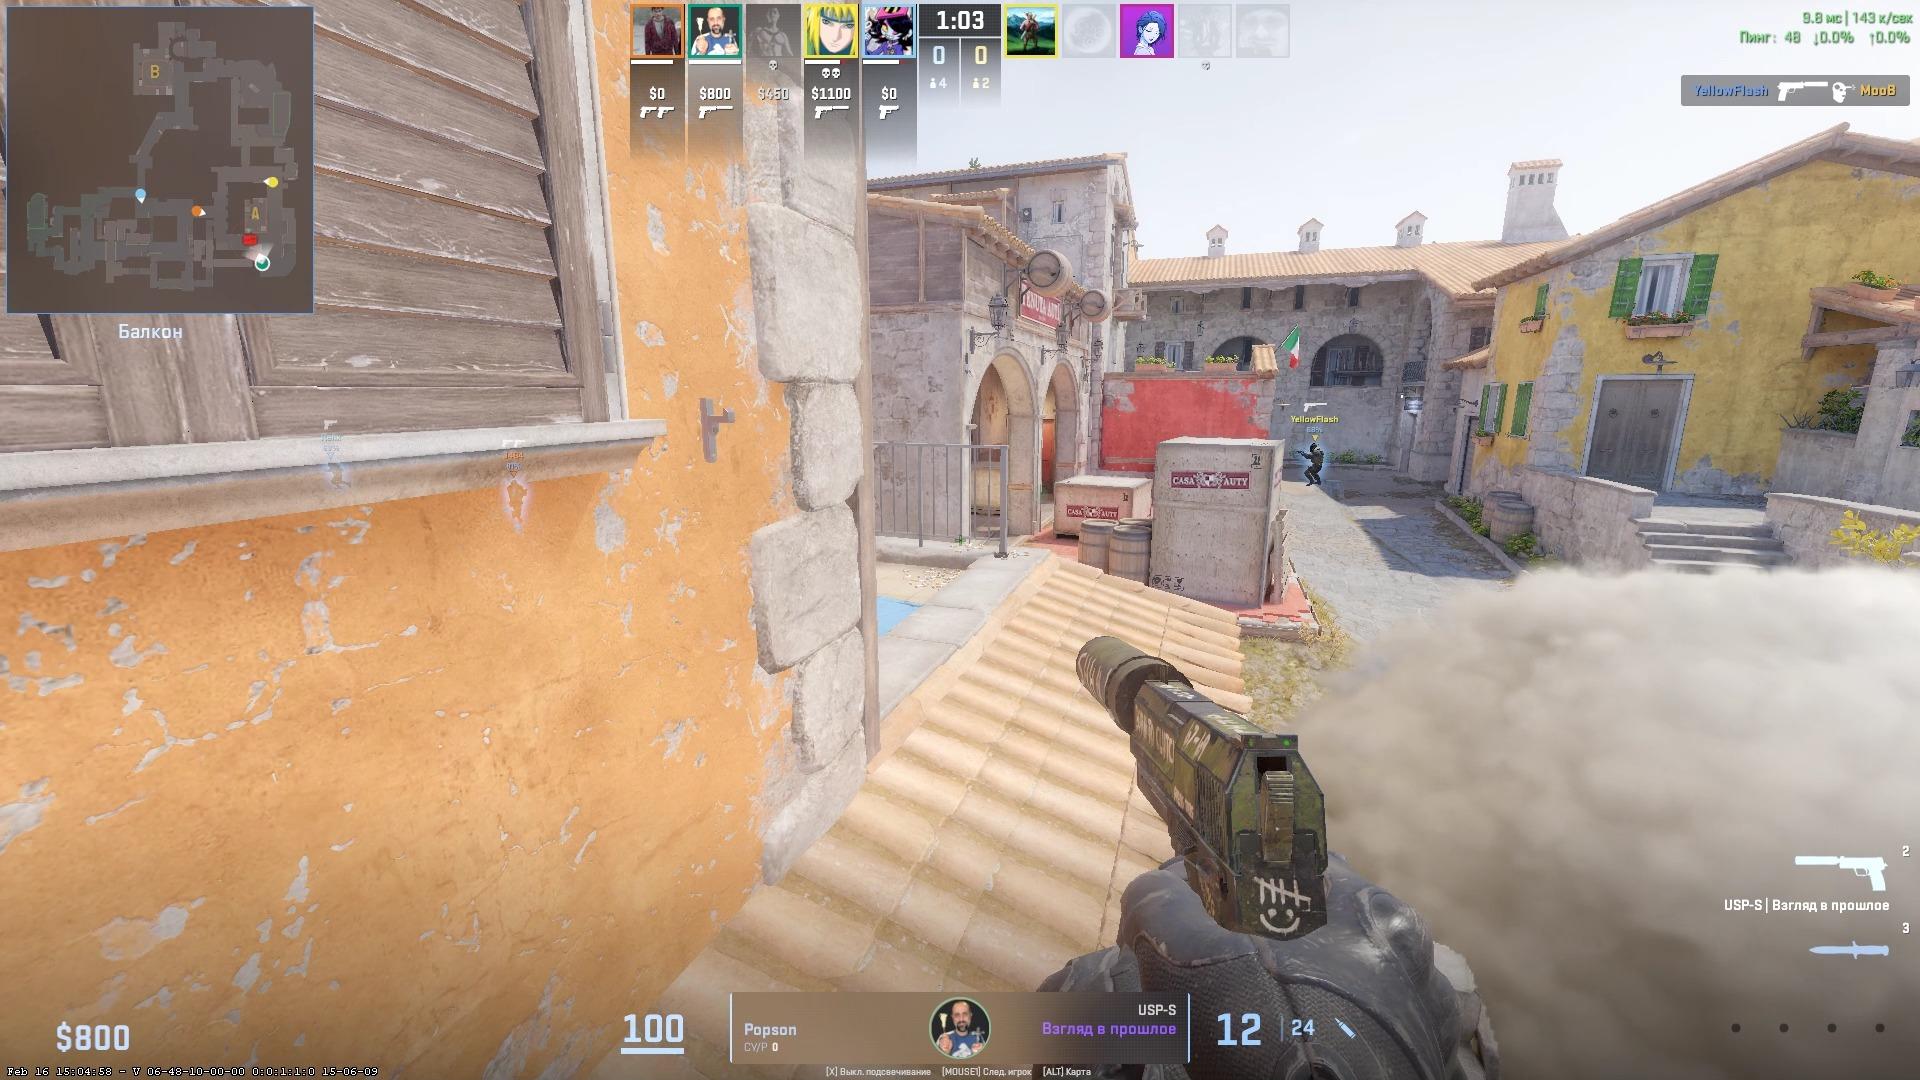 B
A
Балкон
$0
$800
$450
$1100
$0
1:03
0
0
4
2
9.8 мс | 143 к/сек
Пинг: 48 ↓0.0% ↑0.0%
YellowFlash
MooB
TENUTA AUTY
YellowFlash
CASA AUTY
CASA AUTY
2
USP-S | Взгляд в прошлое
3
$800
100
Popson
CY/P 0
USP-S
Взгляд в прошлое
12
24
[X] Выкл. подсвечивание [MOUSE1] След. игрок [ALT] Карта
Feb 16 15:04:58 - V 06-48-10-00-00 0:0:1:1:0 15-06-09